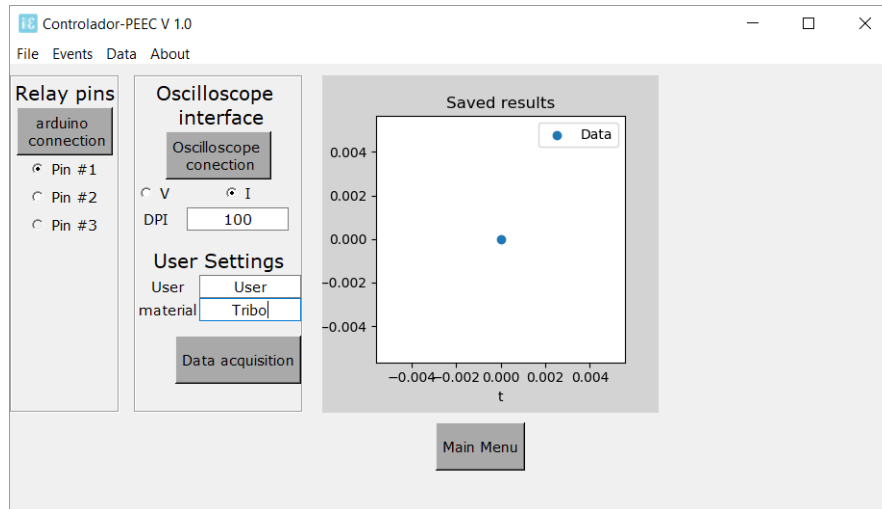 Controlador-PEEC V 1.0
File Events Data About
Relay pins
arduino
connection
Pin #1
Pin #2
Pin #3
Oscilloscope
interface
Oscilloscope
conection
V I
DPI 100
User Settings
User User
material Tribo
Data acquisition
Saved results
Data
0.004
0.002
0.000
−0.002
−0.004
−0.004 −0.002 0.000 0.002 0.004
t
Main Menu